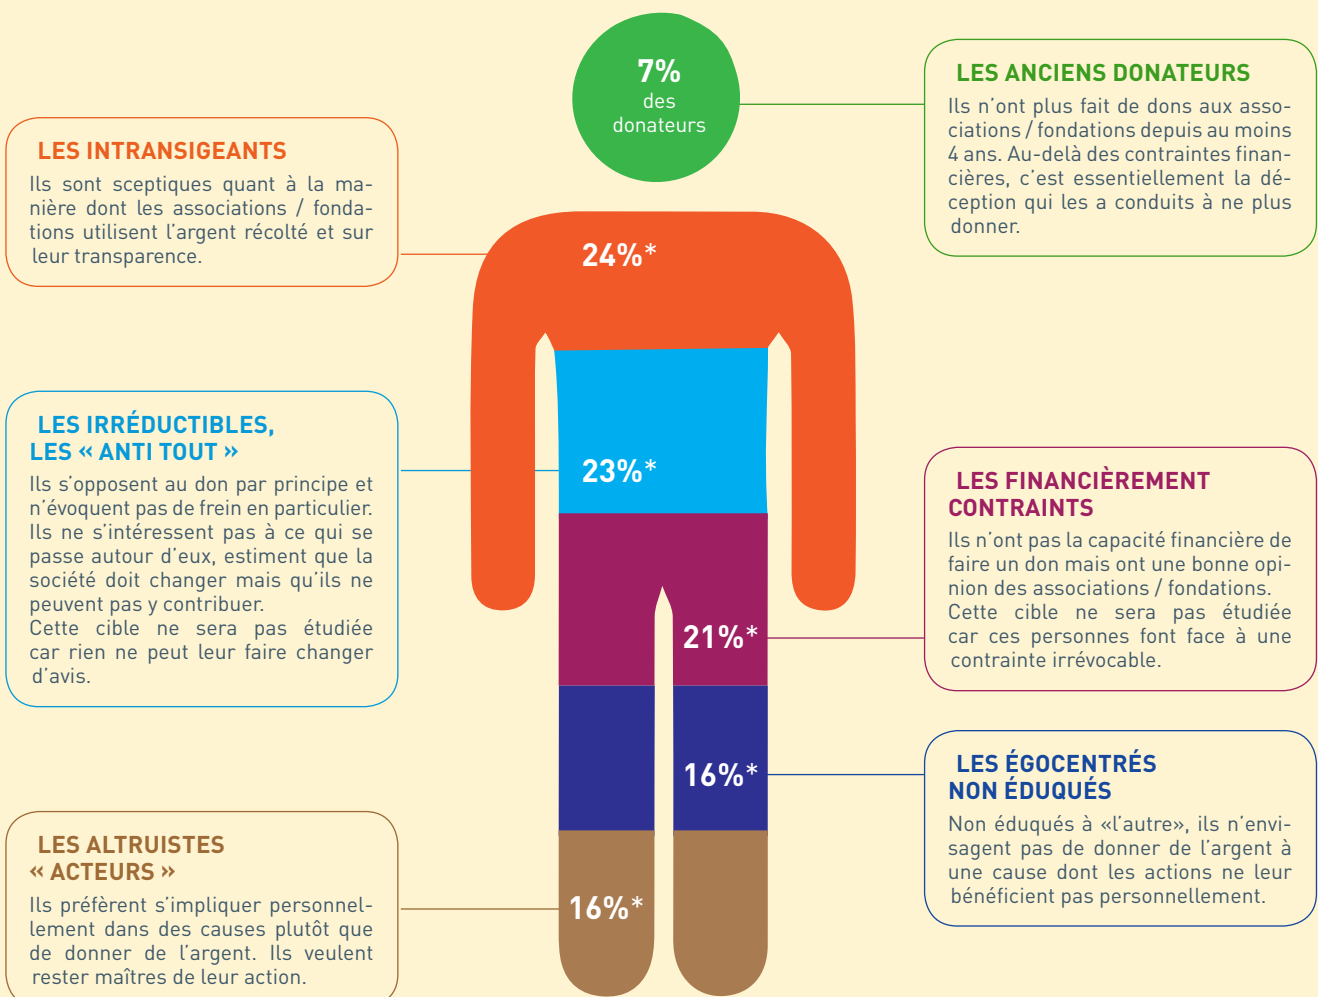 7%
des
donateurs
LES ANCIENS DONATEURS
Ils n’ont plus fait de dons aux asso-
ciations / fondations depuis au moins
4 ans. Au-delà des contraintes finan-
cières, c’est essentiellement la dé-
ception qui les a conduits à ne plus
donner.
LES INTRANSIGEANTS
Ils sont sceptiques quant à la ma-
nière dont les associations / fonda-
tions utilisent l’argent récolté et sur
leur transparence.
24%*
LES IRRÉDUCTIBLES,
LES « ANTI TOUT »
Ils s’opposent au don par principe et
n’évoquent pas de frein en particulier.
Ils ne s’intéressent pas à ce qui se
passe autour d’eux, estiment que la
société doit changer mais qu’ils ne
peuvent pas y contribuer.
Cette cible ne sera pas étudiée
car rien ne peut leur faire changer
d’avis.
23%*
LES FINANCIÈREMENT
CONTRAINTS
Ils n’ont pas la capacité financière de
faire un don mais ont une bonne opi-
nion des associations / fondations.
Cette cible ne sera pas étudiée
car ces personnes font face à une
contrainte irrévocable.
21%*
16%*
LES ÉGOCENTRÉS
NON ÉDUQUÉS
Non éduqués à «l’autre», ils n’envi-
sagent pas de donner de l’argent à
une cause dont les actions ne leur
bénéficient pas personnellement.
LES ALTRUISTES
« ACTEURS »
Ils préfèrent s’impliquer personnel-
lement dans des causes plutôt que
de donner de l’argent. Ils veulent
rester maîtres de leur action.
16%*